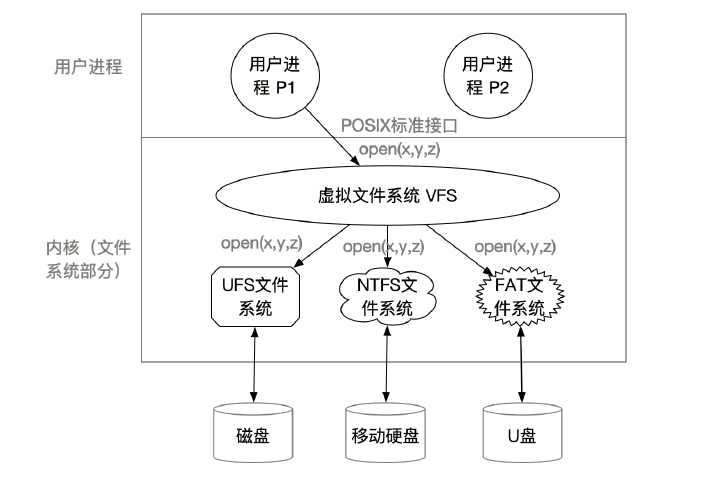 用户进程
用户进
程 P1
用户进
程 P2
POSIX标准接口
open(x,y,z)
虚拟文件系统 VFS
内核（文件
系统部分）
open(x,y,z)
open(x,y,z)
open(x,y,z)
UFS文件
系统
NTFS文
件系统
FAT文
件系统
磁盘
移动硬盘
U盘